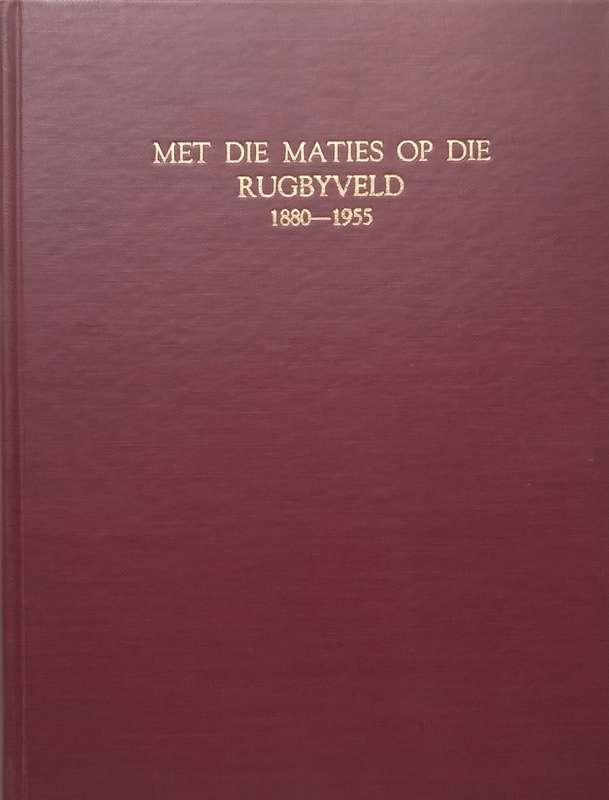 MET DIE MATIES OP DIE
RUGBYVELD
1880—1955